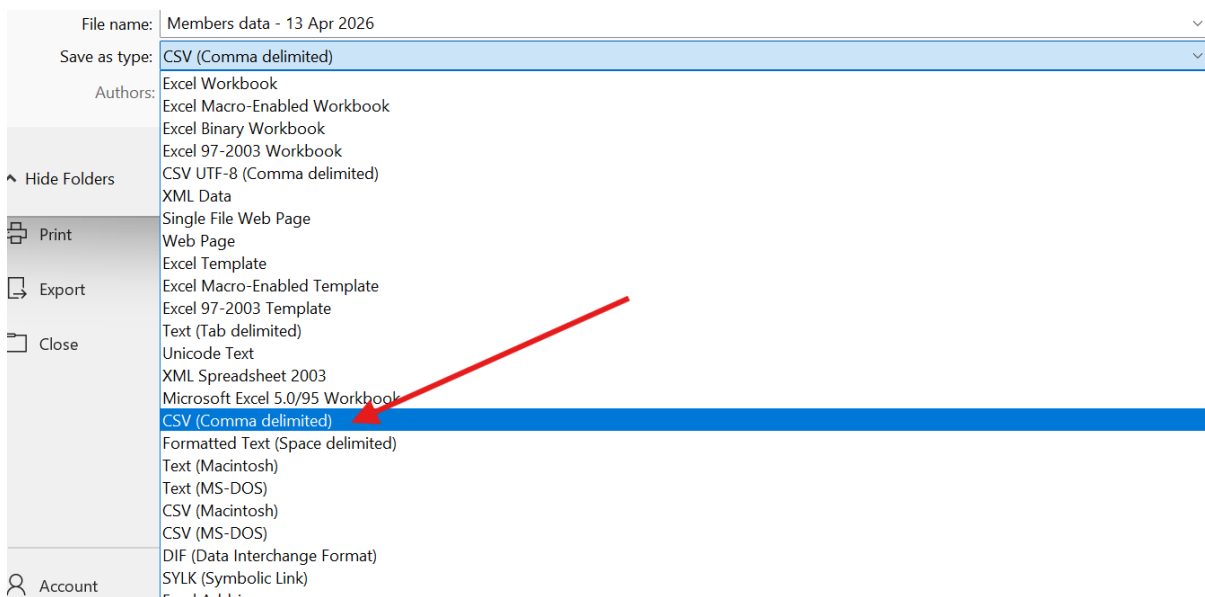 File name: Members data - 13 Apr 2026
Save as type: CSV (Comma delimited)
Authors:
Excel Workbook
Excel Macro-Enabled Workbook
Excel Binary Workbook
Excel 97-2003 Workbook
CSV UTF-8 (Comma delimited)
Hide Folders
XML Data
Single File Web Page
Print
Web Page
Excel Template
Export
Excel Macro-Enabled Template
Excel 97-2003 Template
Text (Tab delimited)
Close
Unicode Text
XML Spreadsheet 2003
Microsoft Excel 5.0/95 Workbook
CSV (Comma delimited)
Formatted Text (Space delimited)
Text (Macintosh)
Text (MS-DOS)
CSV (Macintosh)
CSV (MS-DOS)
DIF (Data Interchange Format)
SYLK (Symbolic Link)
Account